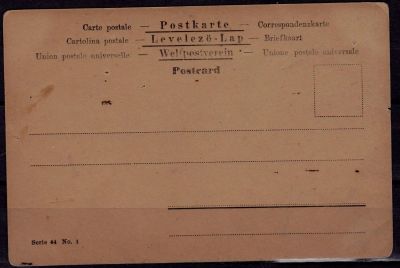 Carte postale — Postkarte — Correspondenzkarte
Cartolina postale — Levelező-Lap — Briefkaart
Union postale universelle — Weltpostverein — Unione postale universale
Postcard
Serie 44 No. 1